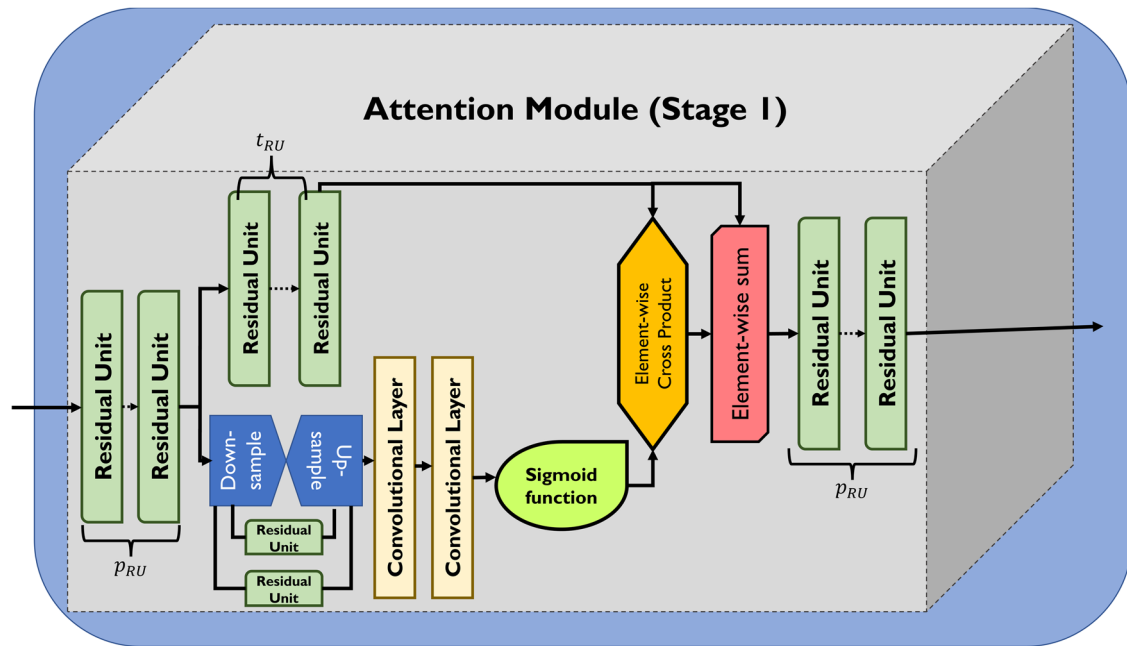 Attention Module (Stage 1)
t_RU
Residual Unit
Residual Unit
Residual Unit
Residual Unit
p_RU
Down-
sample
Up-
sample
Residual
Unit
Residual
Unit
Convolutional Layer
Convolutional Layer
Sigmoid
function
Element-wise
Cross Product
Element-wise sum
Residual Unit
Residual Unit
p_RU